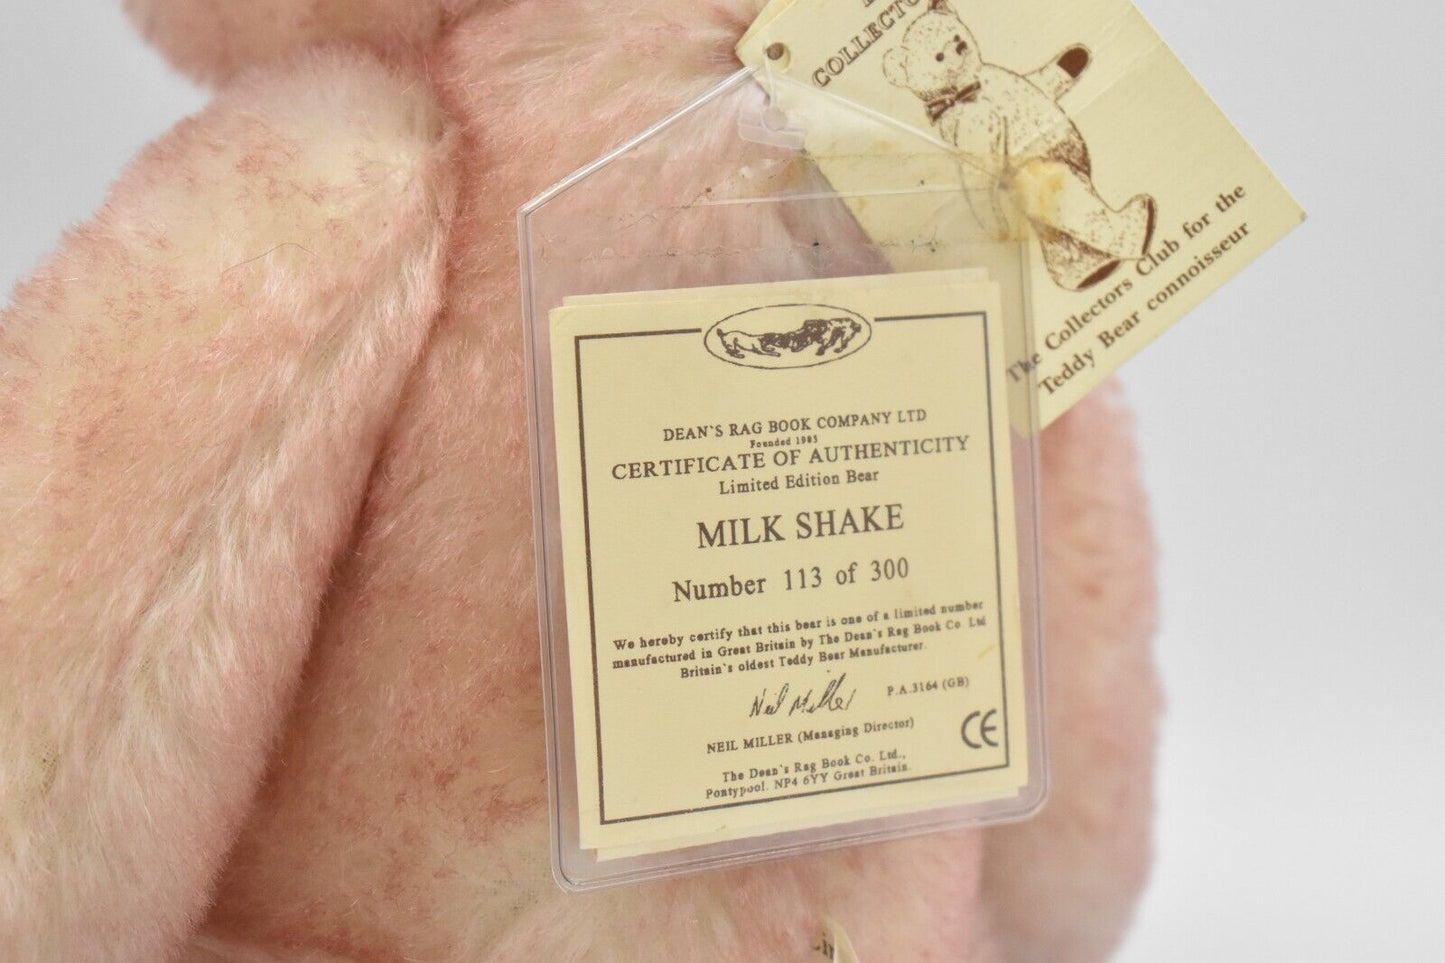 COLLECTO
The Collectors Club for the
Teddy Bear connoisseur
DEAN'S RAG BOOK COMPANY LTD
Founded 1903
CERTIFICATE OF AUTHENTICITY
Limited Edition Bear
MILK SHAKE
Number 113 of 300
We hereby certify that this bear is one of a limited number
manufactured in Great Britain by The Dean's Rag Book Co Ltd
Britain's oldest Teddy Bear Manufacturer.
Neil Miller
P.A.3164 (GB)
NEIL MILLER (Managing Director)
CE
The Dean's Rag Book Co. Ltd.,
Pontypool. NP4 6YY Great Britain.